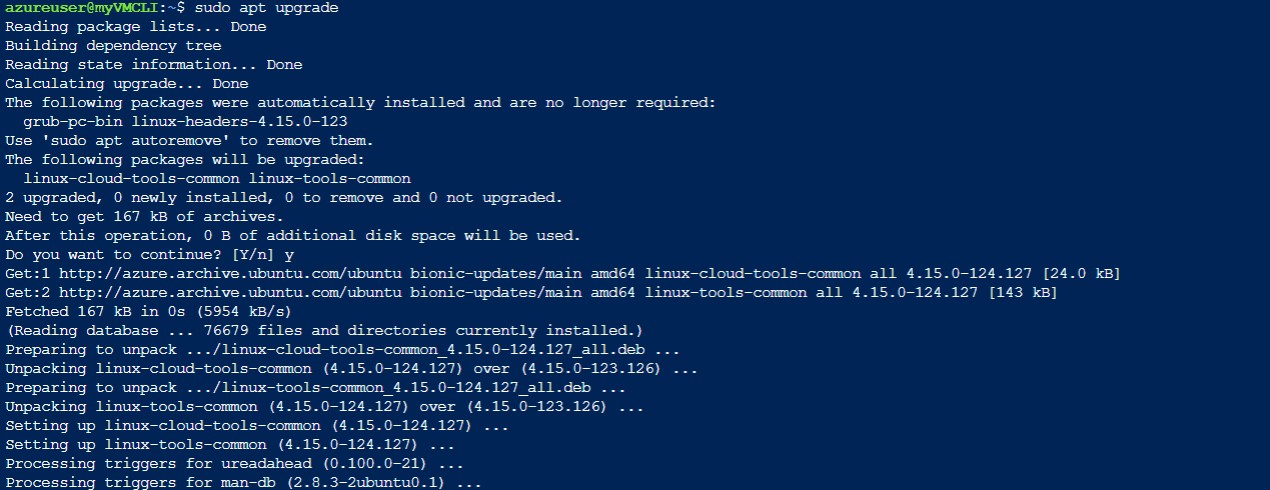 azureuser@myVMCLI:~$ sudo apt upgrade
Reading package lists... Done
Building dependency tree
Reading state information... Done
Calculating upgrade... Done
The following packages were automatically installed and are no longer required:
  grub-pc-bin linux-headers-4.15.0-123
Use 'sudo apt autoremove' to remove them.
The following packages will be upgraded:
  linux-cloud-tools-common linux-tools-common
2 upgraded, 0 newly installed, 0 to remove and 0 not upgraded.
Need to get 167 kB of archives.
After this operation, 0 B of additional disk space will be used.
Do you want to continue? [Y/n] y
Get:1 http://azure.archive.ubuntu.com/ubuntu bionic-updates/main amd64 linux-cloud-tools-common all 4.15.0-124.127 [24.0 kB]
Get:2 http://azure.archive.ubuntu.com/ubuntu bionic-updates/main amd64 linux-tools-common all 4.15.0-124.127 [143 kB]
Fetched 167 kB in 0s (5954 kB/s)
(Reading database ... 76679 files and directories currently installed.)
Preparing to unpack .../linux-cloud-tools-common_4.15.0-124.127_all.deb ...
Unpacking linux-cloud-tools-common (4.15.0-124.127) over (4.15.0-123.126) ...
Preparing to unpack .../linux-tools-common_4.15.0-124.127_all.deb ...
Unpacking linux-tools-common (4.15.0-124.127) over (4.15.0-123.126) ...
Setting up linux-cloud-tools-common (4.15.0-124.127) ...
Setting up linux-tools-common (4.15.0-124.127) ...
Processing triggers for ureadahead (0.100.0-21) ...
Processing triggers for man-db (2.8.3-2ubuntu0.1) ...